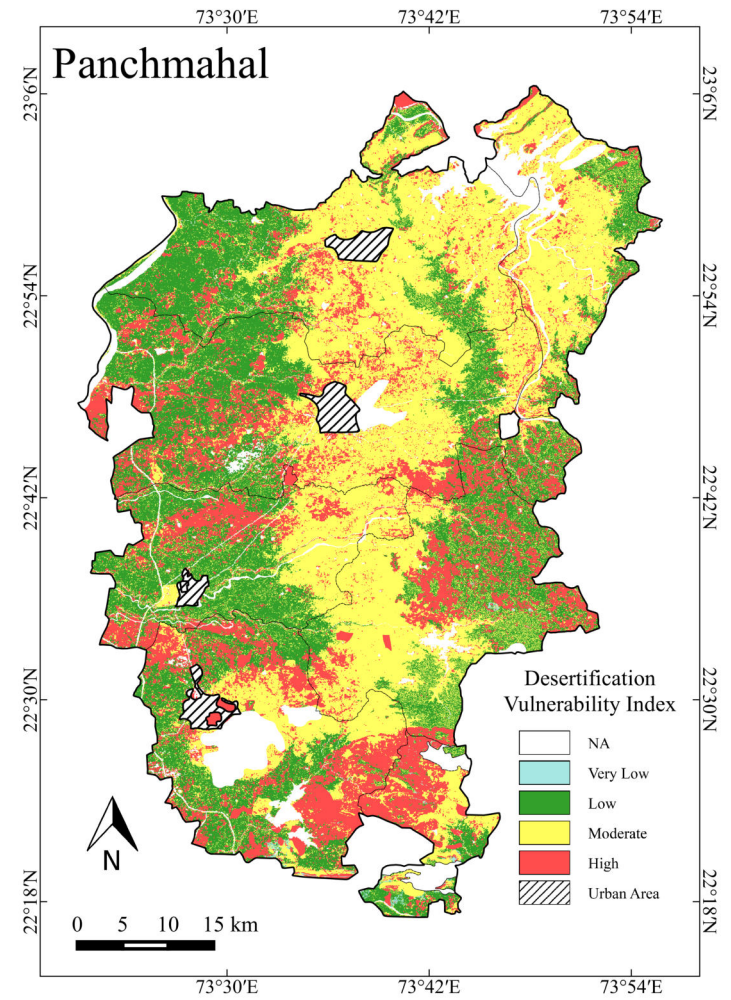 73°30′E 73°42′E 73°54′E
Panchmahal
23°6′N 23°6′N
22°54′N 22°54′N
22°42′N 22°42′N
22°30′N 22°30′N
22°18′N 22°18′N
Desertification
Vulnerability Index
NA
Very Low
Low
Moderate
High
Urban Area
N
0 5 10 15 km
73°30′E 73°42′E 73°54′E